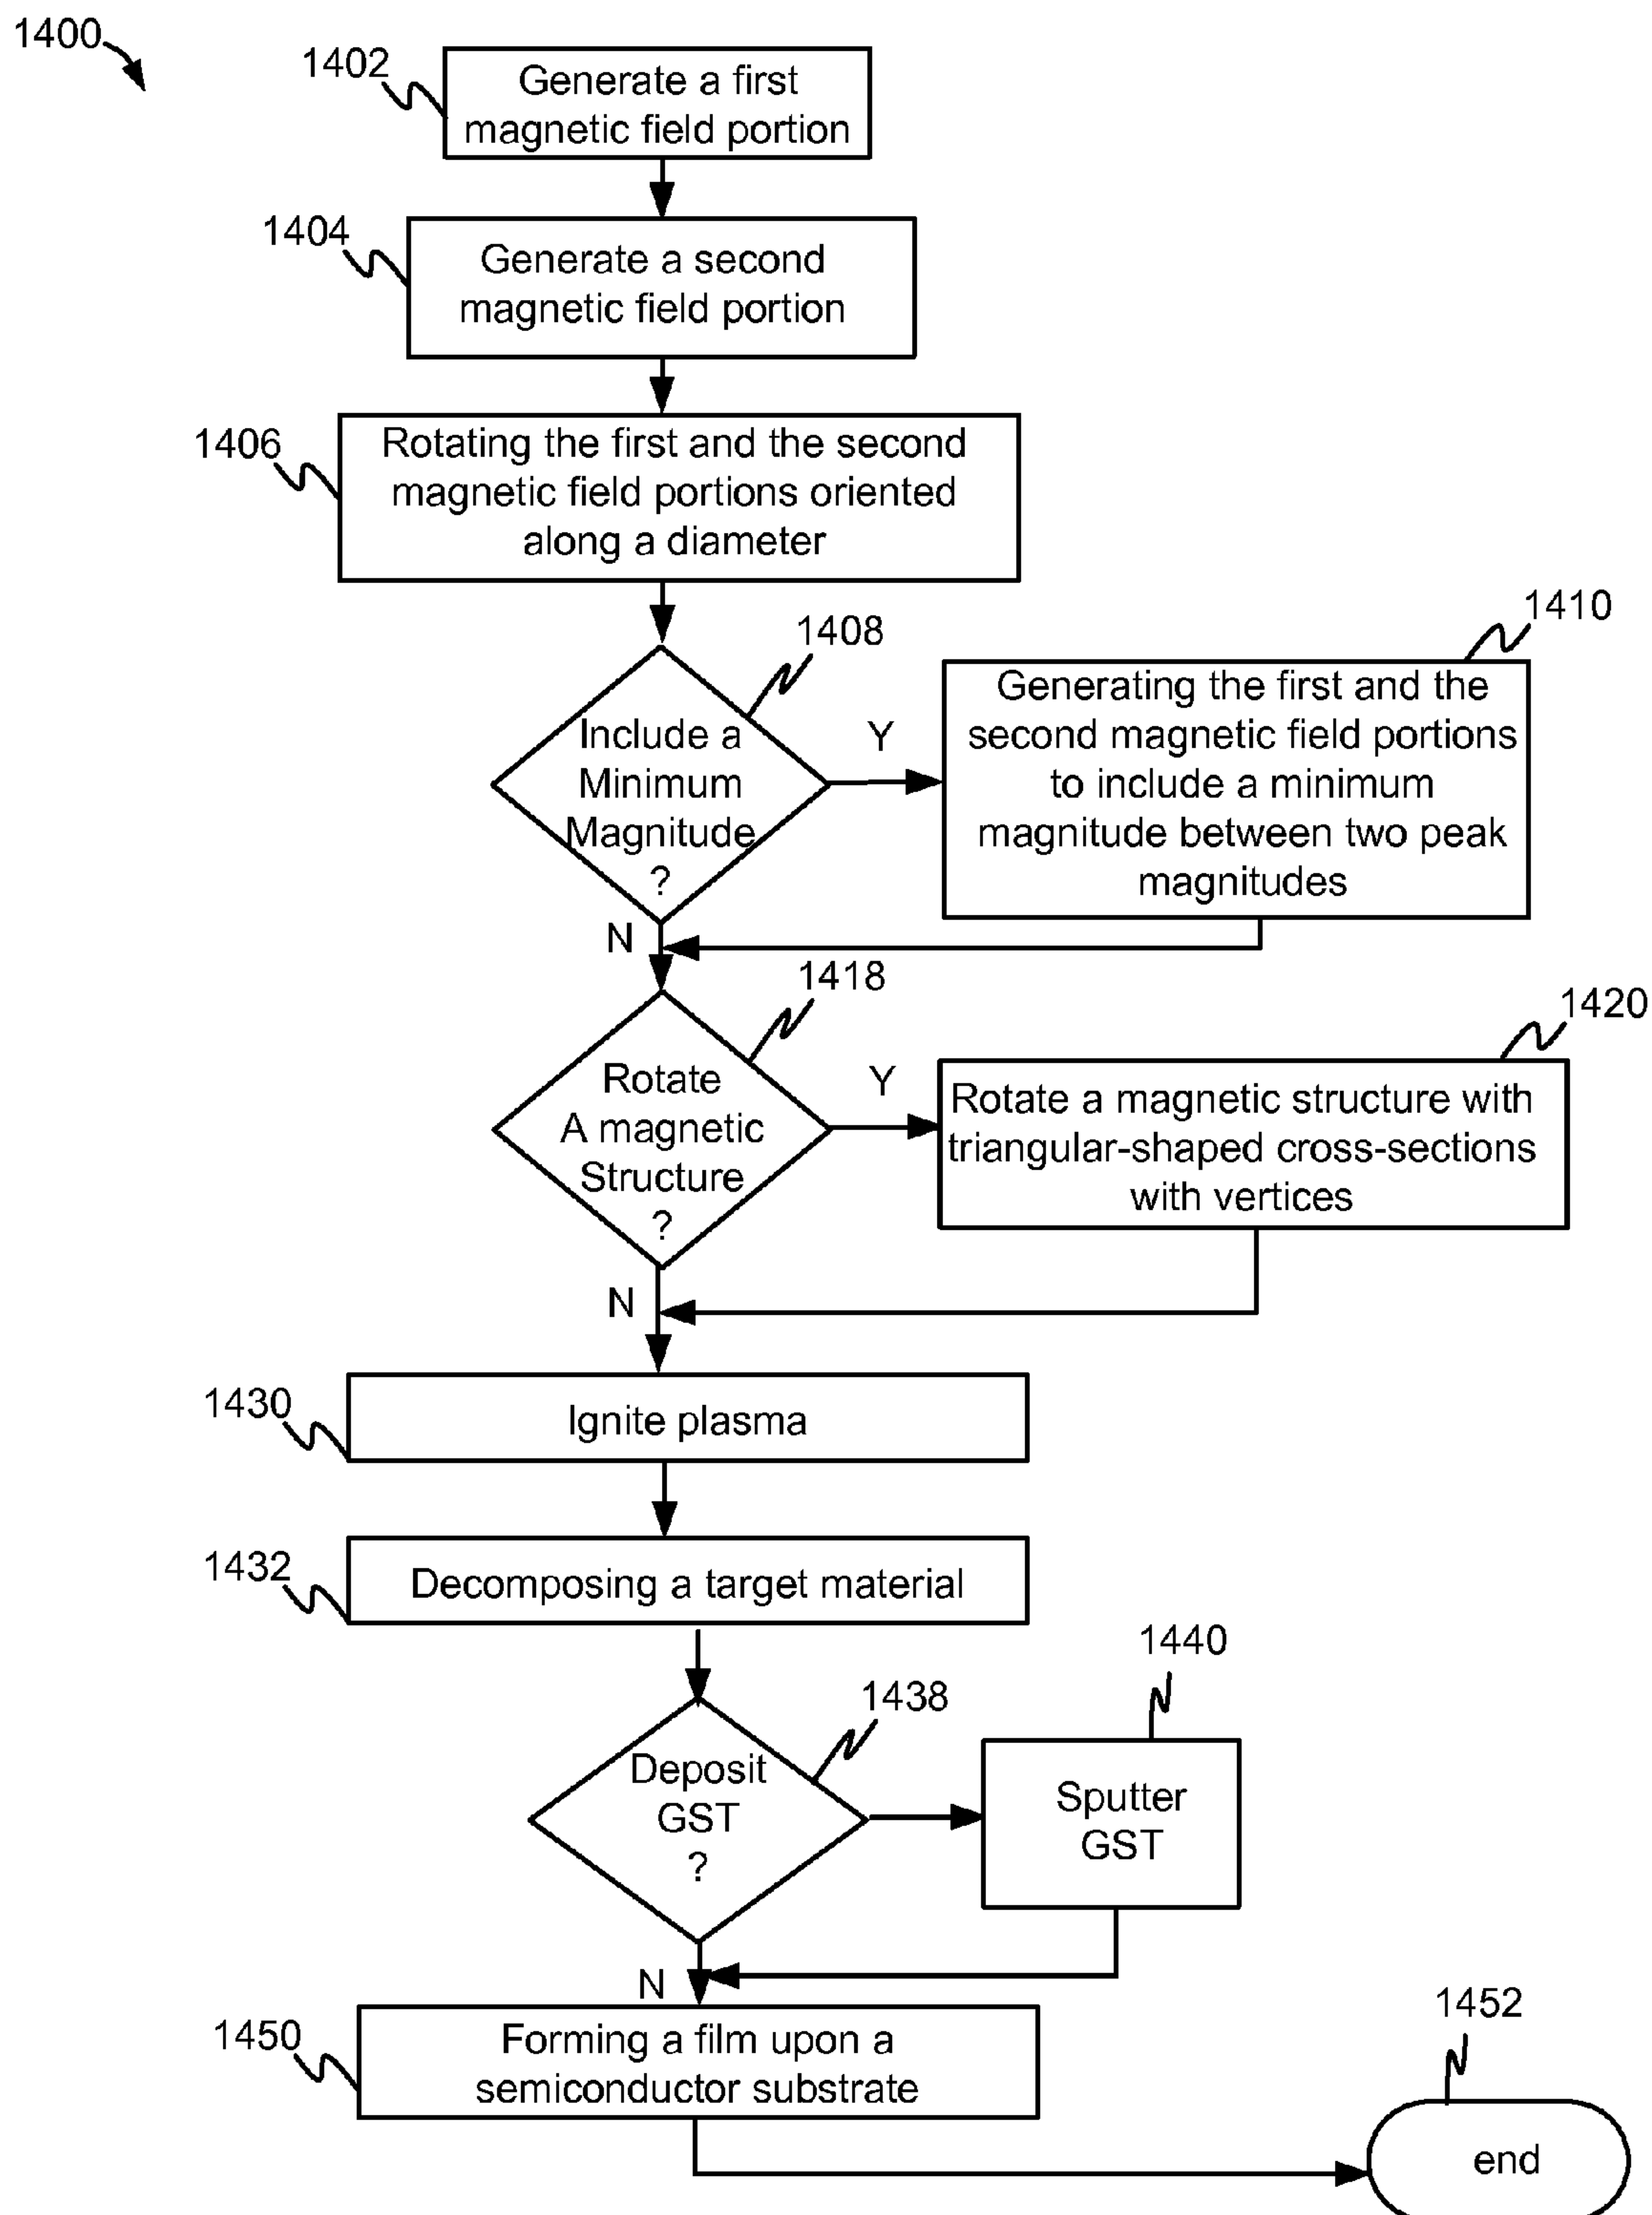 1400
1402
Generate a first
magnetic field portion
1404
Generate a second
magnetic field portion
1406
Rotating the first and the second
magnetic field portions oriented
along a diameter
1408
Include a
Minimum
Magnitude
?
Y
N
1410
Generating the first and the
second magnetic field portions
to include a minimum
magnitude between two peak
magnitudes
1418
Rotate
A magnetic
Structure
?
Y
N
1420
Rotate a magnetic structure with
triangular-shaped cross-sections
with vertices
1430
Ignite plasma
1432
Decomposing a target material
1438
Deposit
GST
?
N
1440
Sputter
GST
1450
Forming a film upon a
semiconductor substrate
1452
end